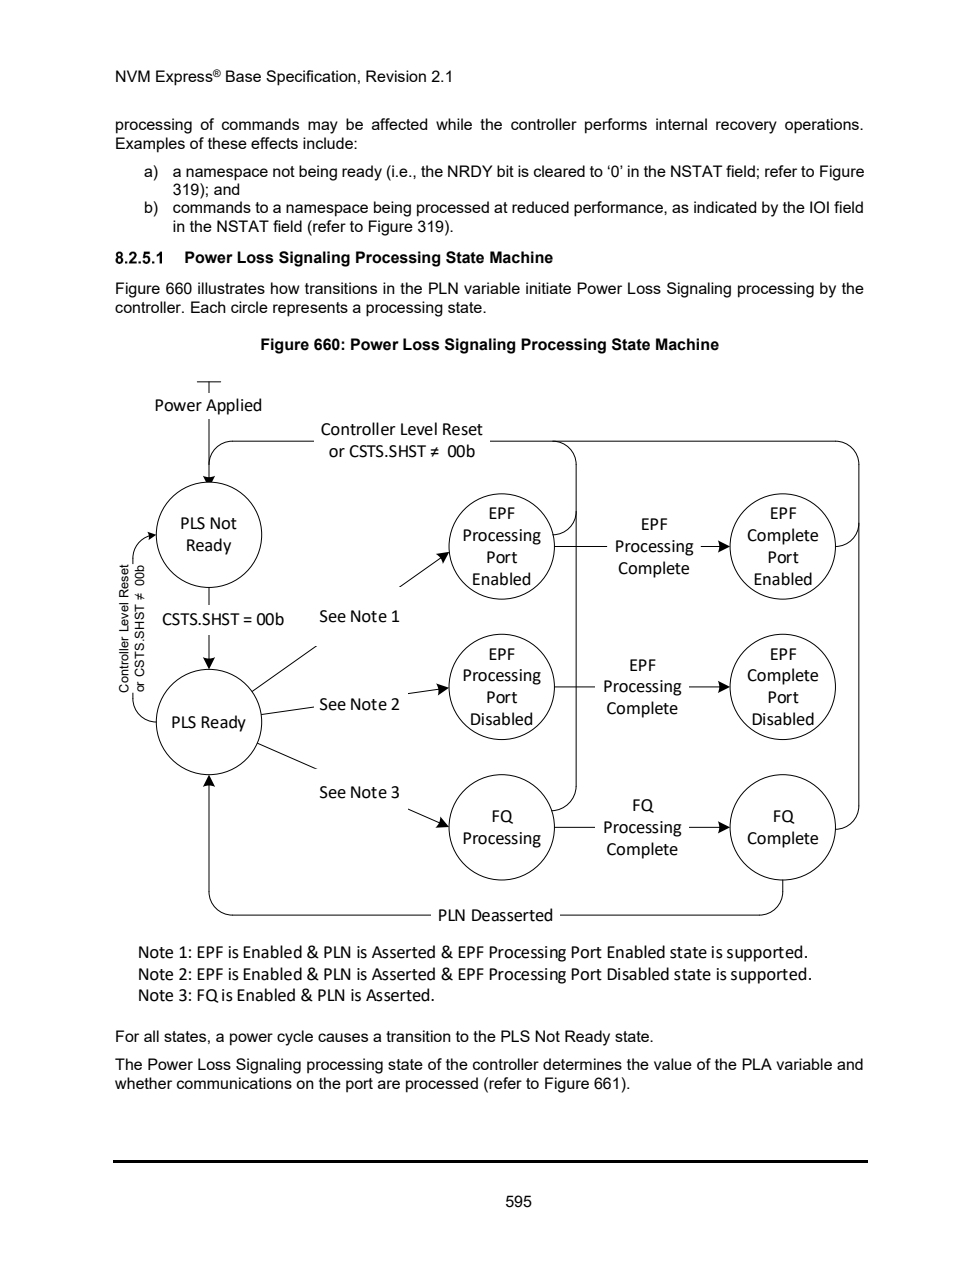 NVM Express® Base Specification, Revision 2.1
processing of commands may be affected while the controller performs internal recovery operations.
Examples of these effects include:
a) a namespace not being ready (i.e., the NRDY bit is cleared to ‘0’ in the NSTAT field; refer to Figure
319); and
b) commands to a namespace being processed at reduced performance, as indicated by the IOI field
in the NSTAT field (refer to Figure 319).
8.2.5.1 Power Loss Signaling Processing State Machine
Figure 660 illustrates how transitions in the PLN variable initiate Power Loss Signaling processing by the
controller. Each circle represents a processing state.
Figure 660: Power Loss Signaling Processing State Machine
Power Applied
Controller Level Reset
or CSTS.SHST ≠ 00b
PLS Not
Ready
EPF
Processing
Port
Enabled
EPF
Processing
Complete
EPF
Complete
Port
Enabled
Controller Level Reset
or CSTS.SHST ≠ 00b
CSTS.SHST = 00b
See Note 1
PLS Ready
See Note 2
EPF
Processing
Port
Disabled
EPF
Processing
Complete
EPF
Complete
Port
Disabled
See Note 3
FQ
Processing
FQ
Processing
Complete
FQ
Complete
PLN Deasserted
Note 1: EPF is Enabled & PLN is Asserted & EPF Processing Port Enabled state is supported.
Note 2: EPF is Enabled & PLN is Asserted & EPF Processing Port Disabled state is supported.
Note 3: FQ is Enabled & PLN is Asserted.
For all states, a power cycle causes a transition to the PLS Not Ready state.
The Power Loss Signaling processing state of the controller determines the value of the PLA variable and
whether communications on the port are processed (refer to Figure 661).
595